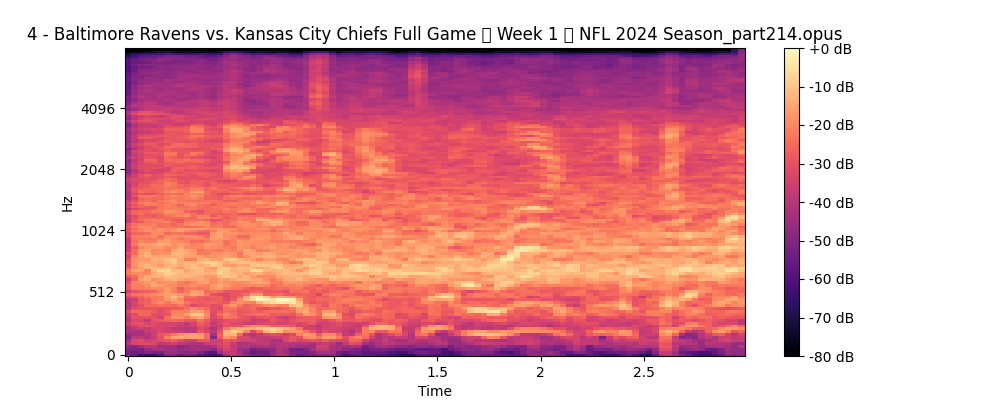 4 - Baltimore Ravens vs. Kansas City Chiefs Full Game ▯ Week 1 ▯ NFL 2024 Season_part214.opus
+0 dB
-10 dB
-20 dB
-30 dB
-40 dB
-50 dB
-60 dB
-70 dB
-80 dB
4096
2048
1024
512
0
Hz
0
0.5
1
1.5
2
2.5
Time